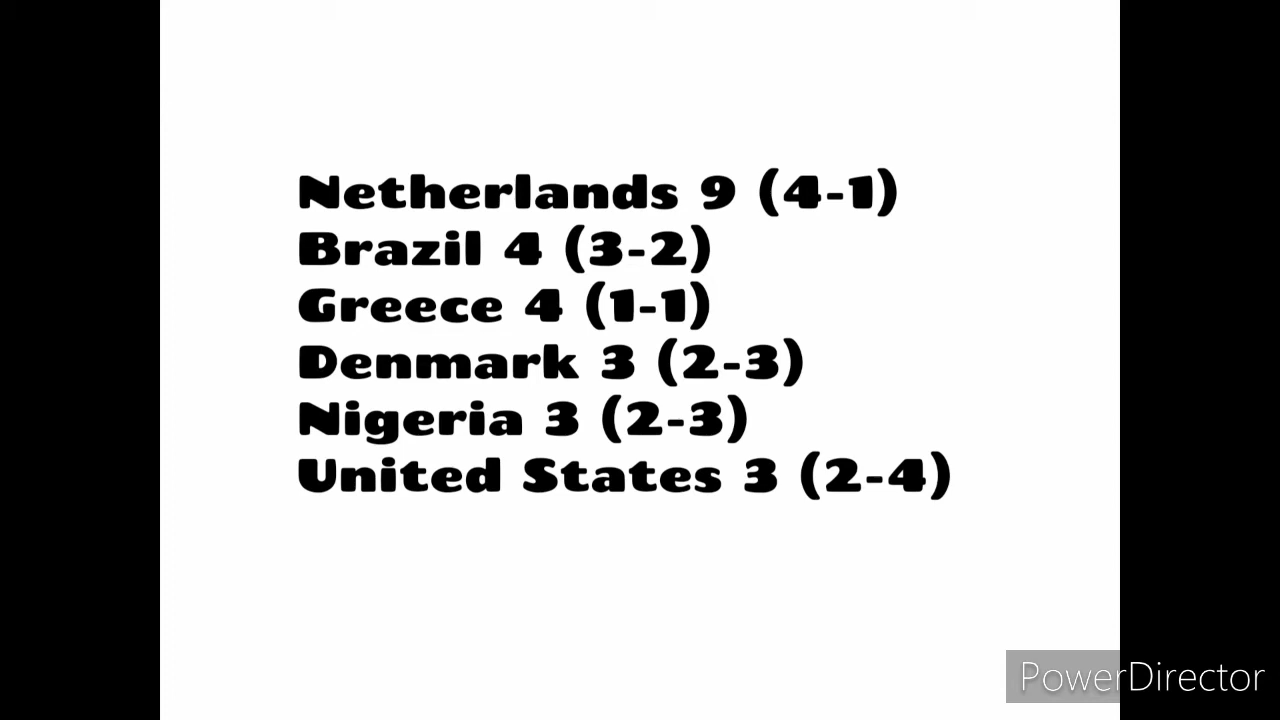 Netherlands 9 (4-1)
Brazil 4 (3-2)
Greece 4 (1-1)
Denmark 3 (2-3)
Nigeria 3 (2-3)
United States 3 (2-4)
PowerDirector